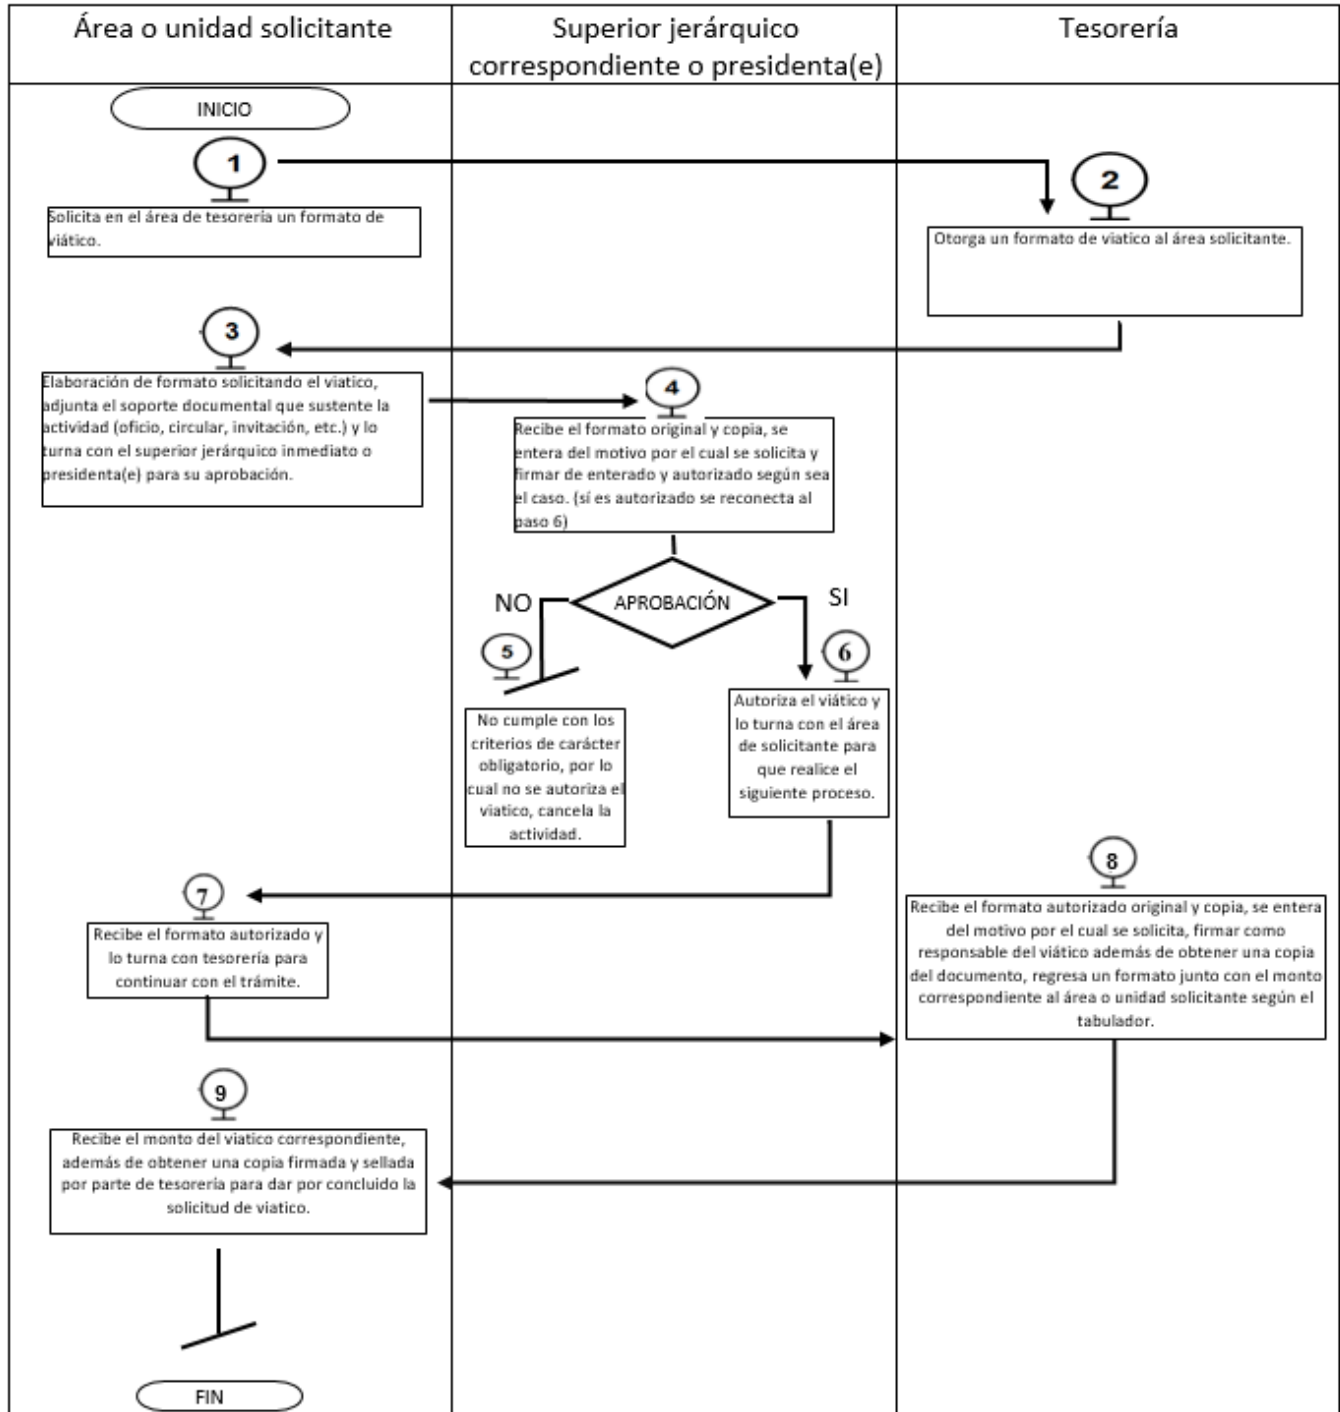 Área o unidad solicitante
Superior jerárquico
correspondiente o presidenta(e)
Tesorería
INICIO
1
Solicita en el área de tesorería un formato de
viático.
2
Otorga un formato de viatico al área solicitante.
3
Elaboración de formato solicitando el viatico,
adjunta el soporte documental que sustente la
actividad (oficio, circular, invitación, etc.) y lo
turna con el superior jerárquico inmediato o
presidenta(e) para su aprobación.
4
Recibe el formato original y copia, se
entera del motivo por el cual se solicita y
firmar de enterado y autorizado según sea
el caso. (sí es autorizado se reconecta al
paso 6)
APROBACIÓN
NO
SI
5
No cumple con los
criterios de carácter
obligatorio, por lo
cual no se autoriza el
viatico, cancela la
actividad.
6
Autoriza el viático y
lo turna con el área
de solicitante para
que realice el
siguiente proceso.
7
Recibe el formato autorizado y
lo turna con tesorería para
continuar con el trámite.
8
Recibe el formato autorizado original y copia, se entera
del motivo por el cual se solicita, firmar como
responsable del viático además de obtener una copia
del documento, regresa un formato junto con el monto
correspondiente al área o unidad solicitante según el
tabulador.
9
Recibe el monto del viatico correspondiente,
además de obtener una copia firmada y sellada
por parte de tesorería para dar por concluido la
solicitud de viatico.
FIN